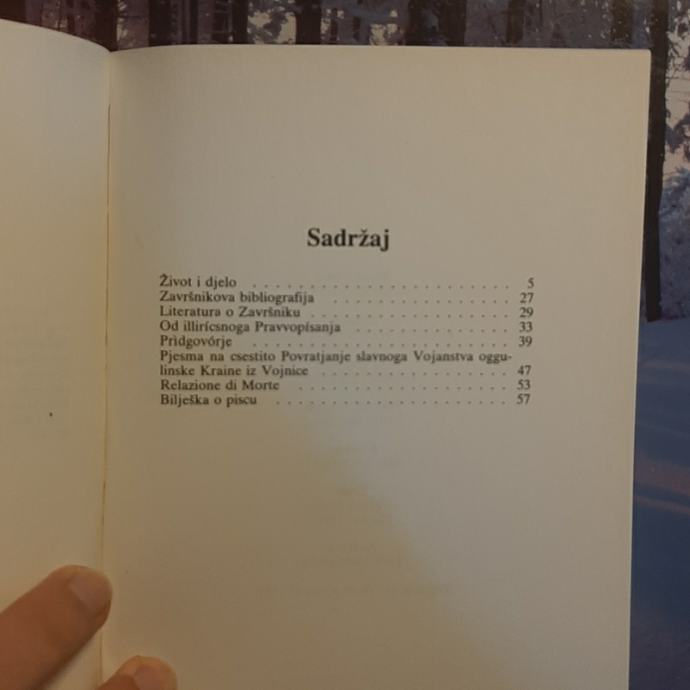 Sadržaj
Život i djelo . . . . . . . . . . . . . . . . . . . . . . . . 5
Završnikova bibliografija . . . . . . . . . . . . . . . . . 27
Literatura o Završniku . . . . . . . . . . . . . . . . . . 29
Od illirícsnoga Pravvopísanja . . . . . . . . . . . . . . . 33
Prìdgovórje . . . . . . . . . . . . . . . . . . . . . . . . 39
Pjesma na csestito Povratjanje slavnoga Vojanstva oggu-
linske Kraine iz Vojnice . . . . . . . . . . . . . . . . . . 47
Relazione di Morte . . . . . . . . . . . . . . . . . . . . 53
Bilješka o piscu . . . . . . . . . . . . . . . . . . . . . . 57